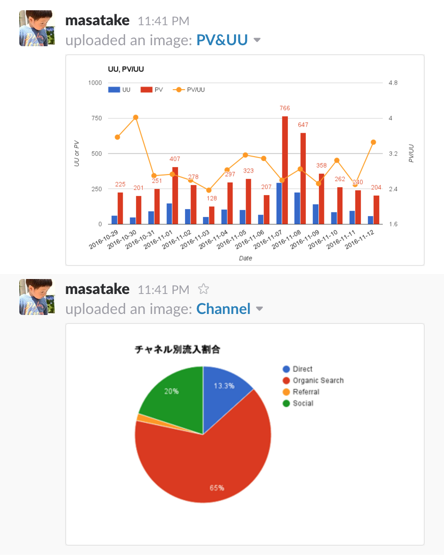 masatake 11:41 PM
uploaded an image: PV&UU
UU, PV/UU
UU PV PV/UU
1000
750
500
250
0
4.8
4
3.2
2.4
1.6
UU or PV
PV/UU
225 201 251 407 278 128 297 323 207 766 647 359 262 240 204
2016-10-29 2016-10-30 2016-10-31 2016-11-01 2016-11-02 2016-11-03 2016-11-04 2016-11-05 2016-11-06 2016-11-07 2016-11-08 2016-11-09 2016-11-10 2016-11-11 2016-11-12
Date
masatake 11:41 PM
uploaded an image: Channel
チャネル別流入割合
Direct
Organic Search
Referral
Social
13.3%
20%
65%